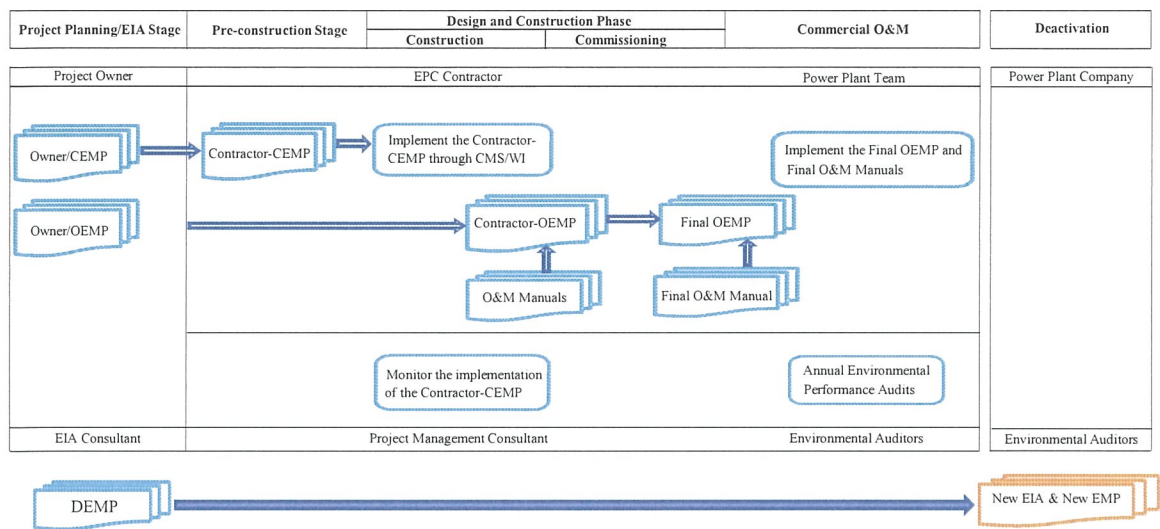 Project Planning/EIA Stage
Pre-construction Stage
Design and Construction Phase
Construction
Commissioning
Commercial O&M
Deactivation
Project Owner
EPC Contractor
Power Plant Team
Power Plant Company
Owner/CEMP
Contractor-CEMP
Implement the Contractor-
CEMP through CMS/WI
Implement the Final OEMP and
Final O&M Manuals
Owner/OEMP
Contractor-OEMP
Final OEMP
O&M Manuals
Final O&M Manual
Monitor the implementation
of the Contractor-CEMP
Annual Environmental
Performance Audits
EIA Consultant
Project Management Consultant
Environmental Auditors
Environmental Auditors
DEMP
New EIA & New EMP